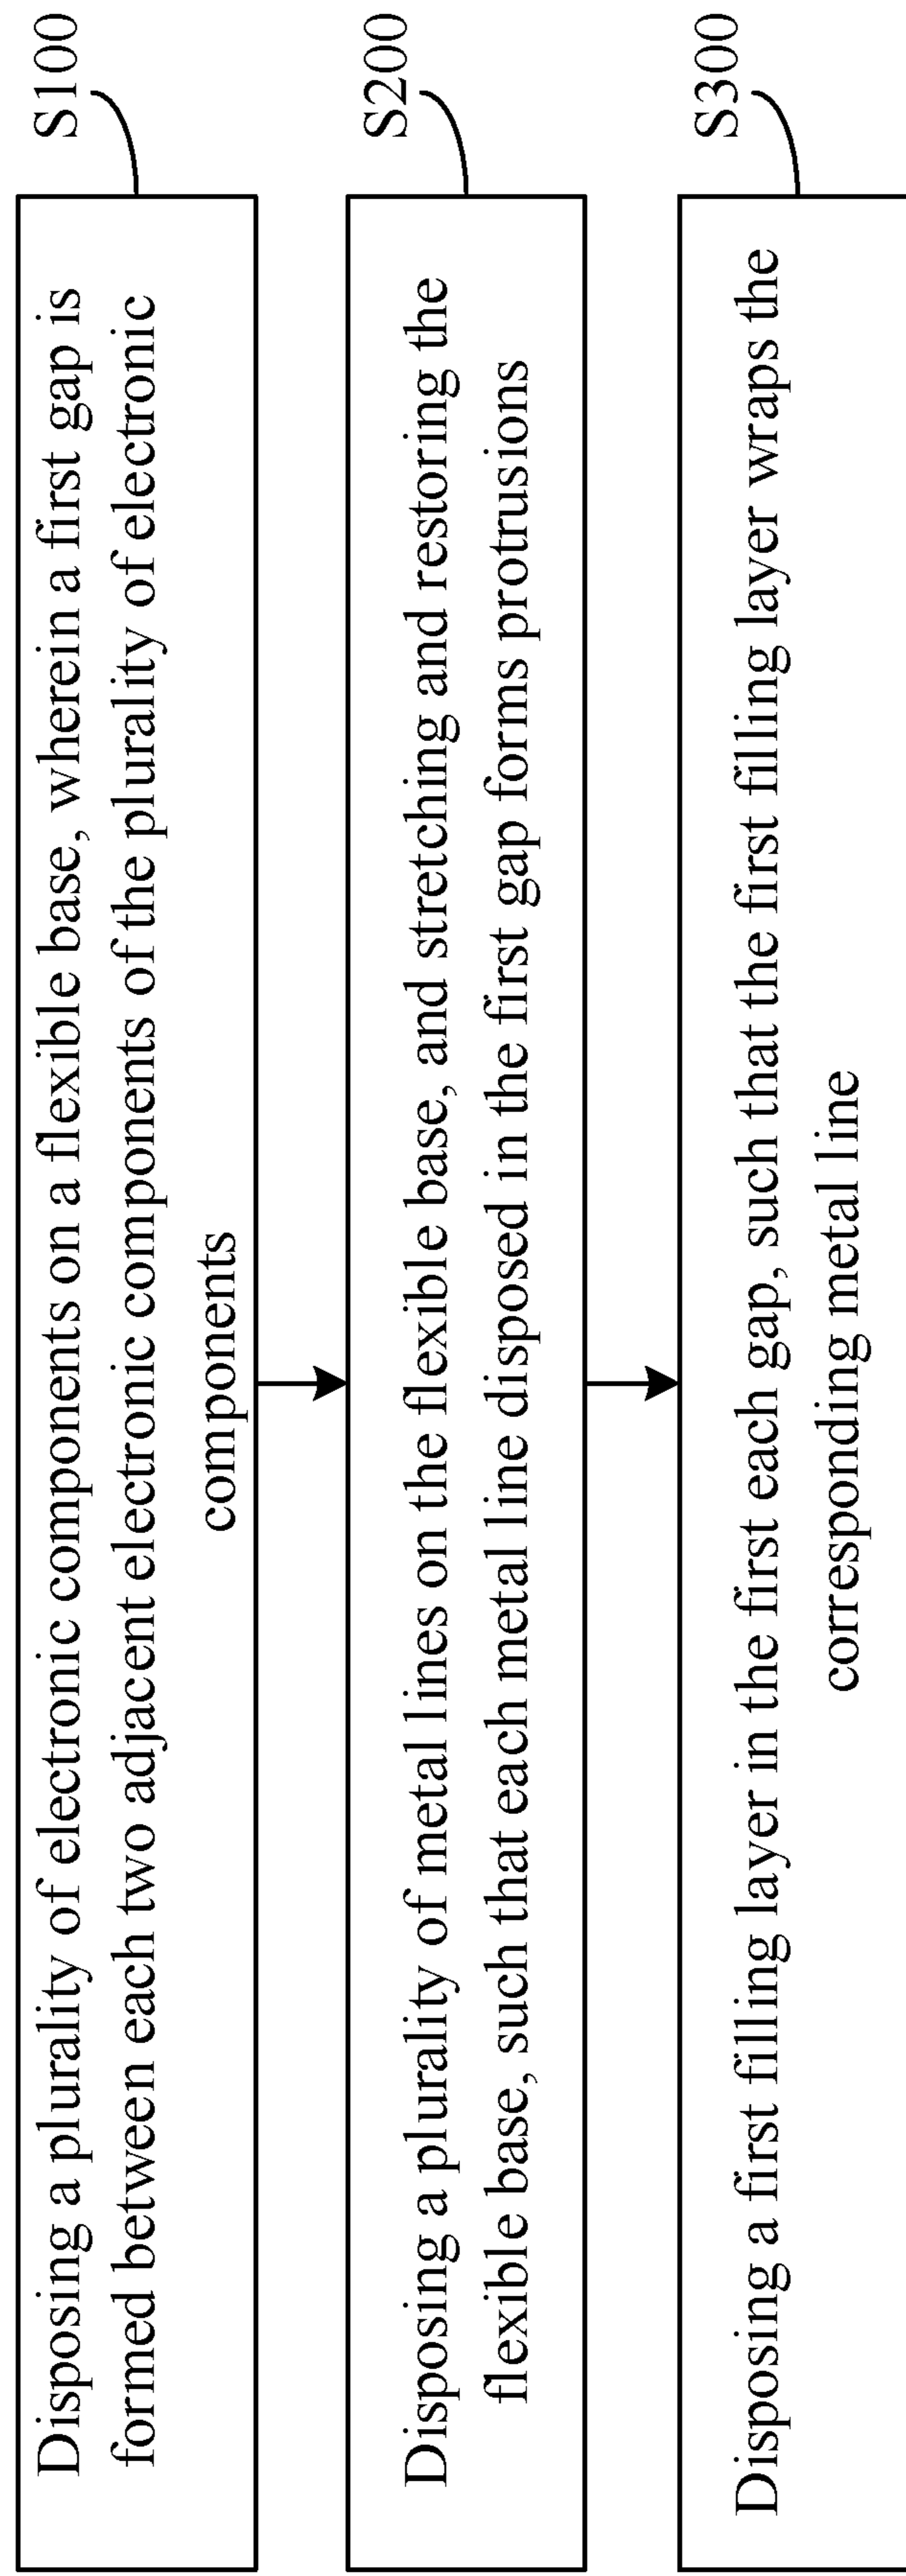 S100
Disposing a plurality of electronic components on a flexible base, wherein a first gap is
formed between each two adjacent electronic components of the plurality of electronic
components
S200
Disposing a plurality of metal lines on the flexible base, and stretching and restoring the
flexible base, such that each metal line disposed in the first gap forms protrusions
S300
Disposing a first filling layer in the first each gap, such that the first filling layer wraps the
corresponding metal line